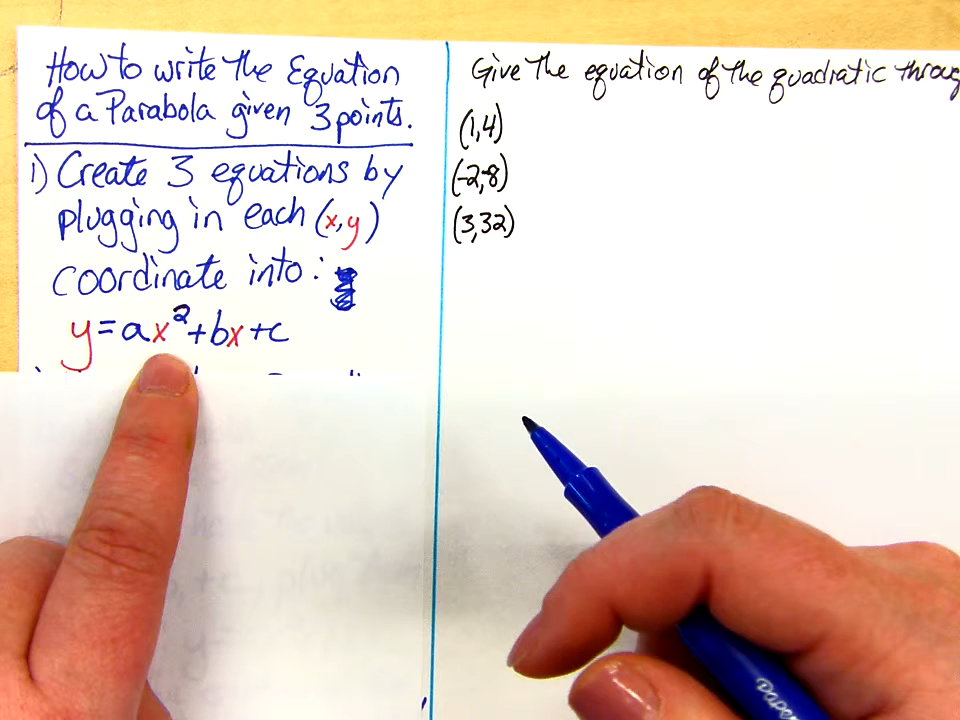 How to write the Equation
of a Parabola given 3 points.
1) Create 3 equations by
plugging in each (x,y)
coordinate into:
y=ax²+bx+c
Give the equation of the quadratic throug
(1,4)
(-2,-8)
(3,32)